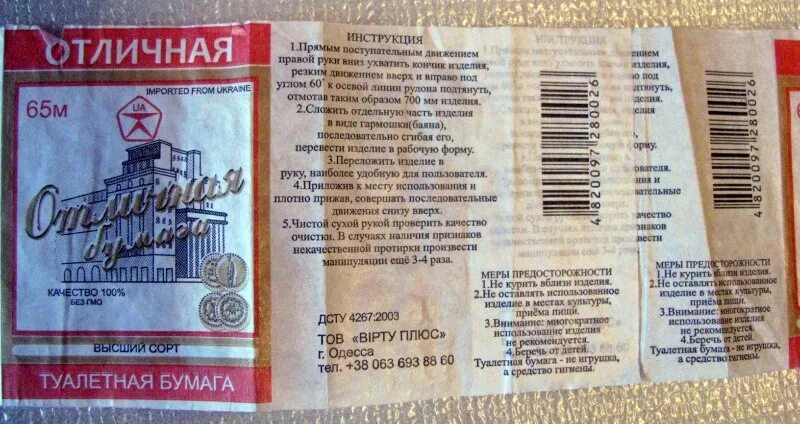 ОТЛИЧНАЯ
IMPORTED FROM UKRAINE
65м
UA
Отличная
бумага
КАЧЕСТВО 100%
БЕЗ ГМО
ВЫСШИЙ СОРТ
ТУАЛЕТНАЯ БУМАГА
ИНСТРУКЦИЯ
1.Прямым поступательным движением
правой руки вниз ухватить кончик изделия,
резким движением вверх и вправо под
углом 60° к осевой линии рулона подтянуть,
отмотав таким образом 700 мм изделия.
2.Сложить отдельную часть изделия
в виде гармошки(баяна),
последовательно сгибая его,
перевести изделие в рабочую форму.
3.Переложить изделие в
руку, наиболее удобную для пользователя.
4.Приложив к месту использования и
плотно прижав, совершать последовательные
движения снизу вверх.
5.Чистой сухой рукой проверить качество
очистки. В случаях наличия признаков
некачественной протирки произвести
манипуляции ещё 3-4 раза.
ДСТУ 4267:2003
ТОВ «ВІРТУ ПЛЮС»
г. Одесса
тел. +38 063 693 88 60
4820097280026
МЕРЫ ПРЕДОСТОРОЖНОСТИ
1.Не курить вблизи изделия.
2.Не оставлять использованное
изделие в местах культуры,
приёма пищи.
3.Внимание: многократное
использование изделия
не рекомендуется.
4.Беречь от детей.
Туалетная бумага - не игрушка,
а средство гигиены.
4820097280026
МЕРЫ ПРЕДОСТОРОЖНОСТИ
1.Не курить вблизи изделия.
2.Не оставлять использованное
изделие в местах культуры,
приёма пищи.
3.Внимание: многократное
использование изделия
не рекомендуется.
4.Беречь от детей.
Туалетная бумага - не игрушка,
а средство гигиены.